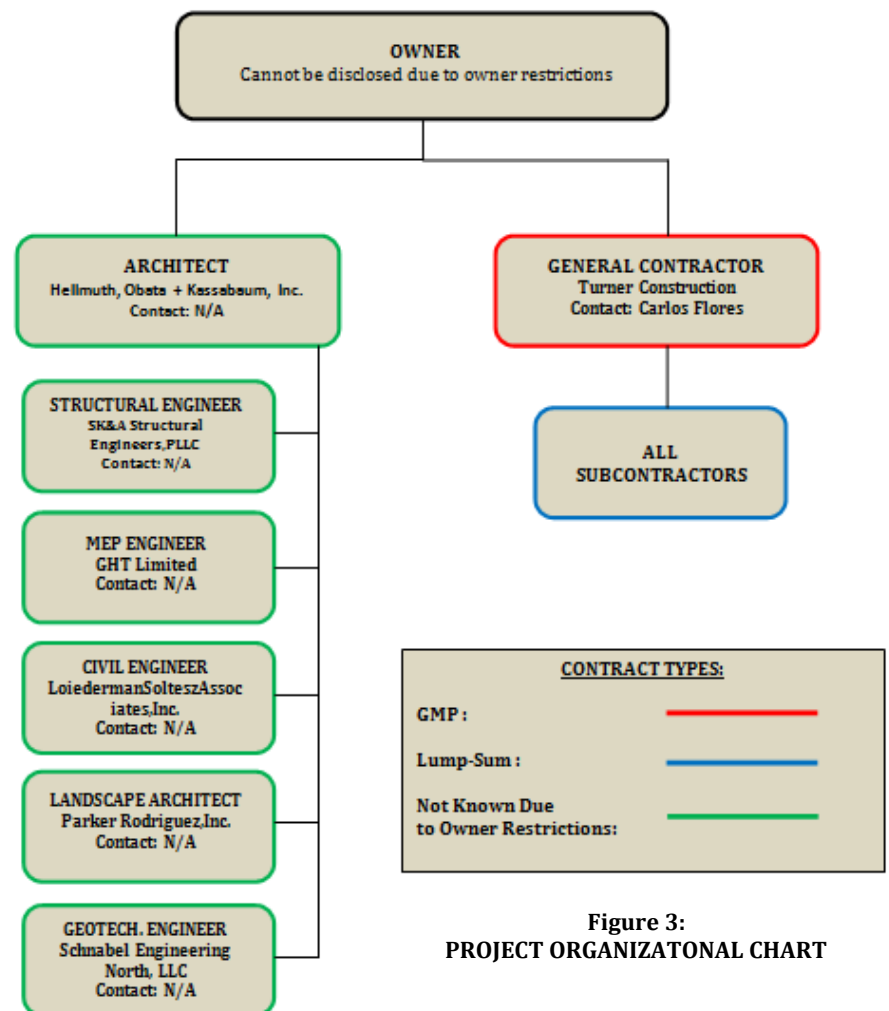 OWNER
Cannot be disclosed due to owner restrictions
ARCHITECT
Hellmuth, Obata + Kassabaum, Inc.
Contact: N/A
GENERAL CONTRACTOR
Turner Construction
Contact: Carlos Flores
STRUCTURAL ENGINEER
SK&A Structural
Engineers,PLLC
Contact: N/A
ALL
SUBCONTRACTORS
MEP ENGINEER
GHT Limited
Contact: N/A
CIVIL ENGINEER
LoiedermanSolteszAssoc
iates,Inc.
Contact: N/A
LANDSCAPE ARCHITECT
Parker Rodriguez,Inc.
Contact: N/A
GEOTECH. ENGINEER
Schnabel Engineering
North, LLC
Contact: N/A
CONTRACT TYPES:
GMP :
Lump-Sum :
Not Known Due
to Owner Restrictions:
Figure 3:
PROJECT ORGANIZATONAL CHART